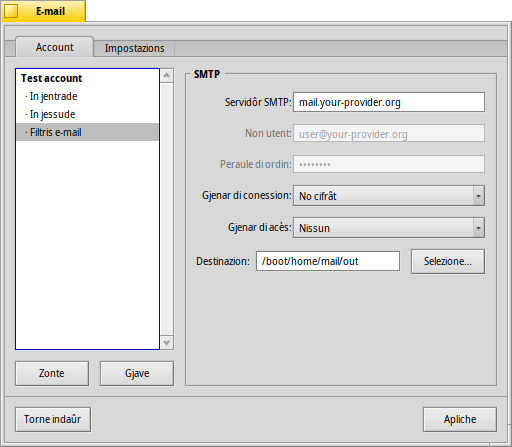 E-mail
Account Impostazions
Test account
· In jentrade
· In jessude
· Filtris e-mail
Zonte Gjave
SMTP
Servidôr SMTP: mail.your-provider.org
Non utent: user@your-provider.org
Peraule di ordin: ••••••••
Gjenar di conession: No cifrât
Gjenar di acès: Nissun
Destinazion: /boot/home/mail/out Selezione...
Torne indaûr Apliche